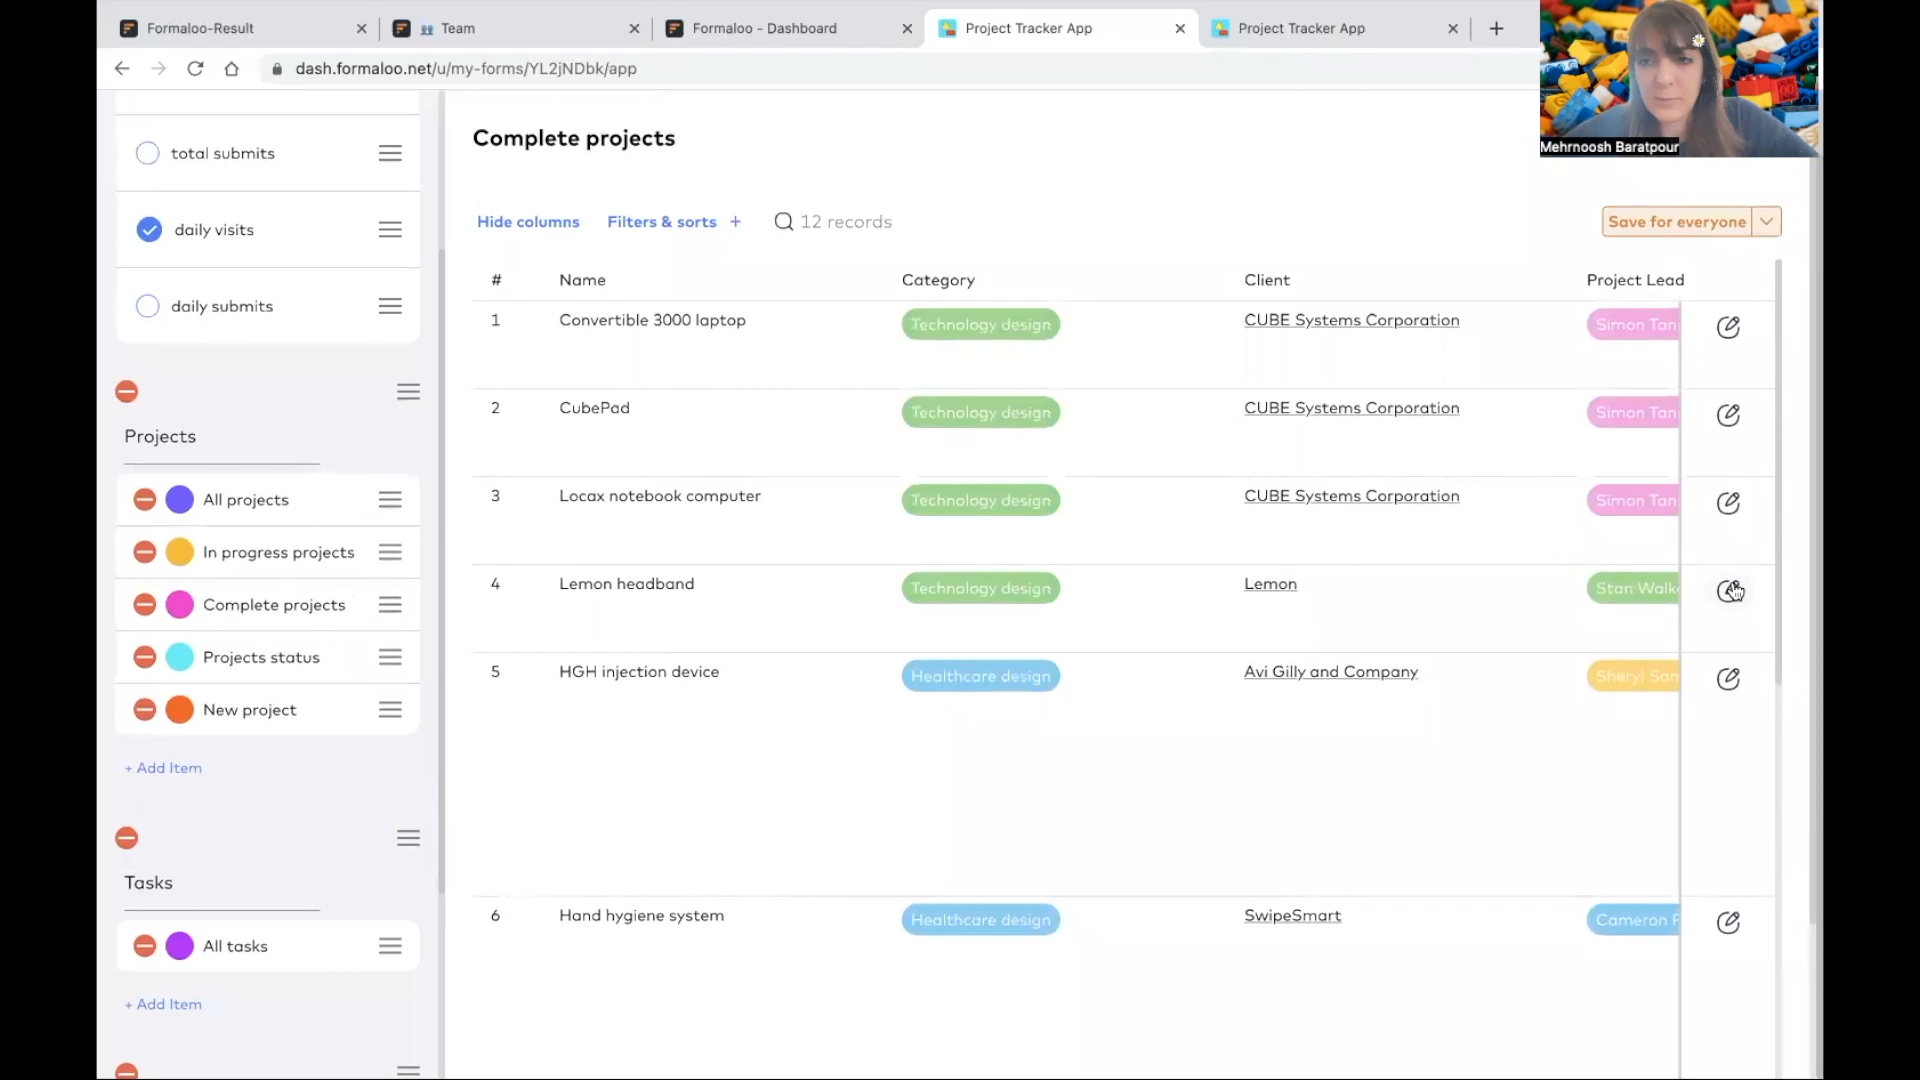 Formaloo-Result
Team
Formaloo - Dashboard
Project Tracker App
Project Tracker App
dash.formaloo.net/u/my-forms/YL2jNDbk/app
Mehrnoosh Baratpour
total submits
daily visits
daily submits
Projects
All projects
In progress projects
Complete projects
Projects status
New project
+ Add Item
Tasks
All tasks
+ Add Item
Complete projects
Hide columns Filters & sorts + 12 records Save for everyone
# Name Category Client Project Lead
1 Convertible 3000 laptop Technology design CUBE Systems Corporation Simon Tan
2 CubePad Technology design CUBE Systems Corporation Simon Tan
3 Locax notebook computer Technology design CUBE Systems Corporation Simon Tan
4 Lemon headband Technology design Lemon Stan Walk
5 HGH injection device Healthcare design Avi Gilly and Company Sheryl San
6 Hand hygiene system Healthcare design SwipeSmart Cameron